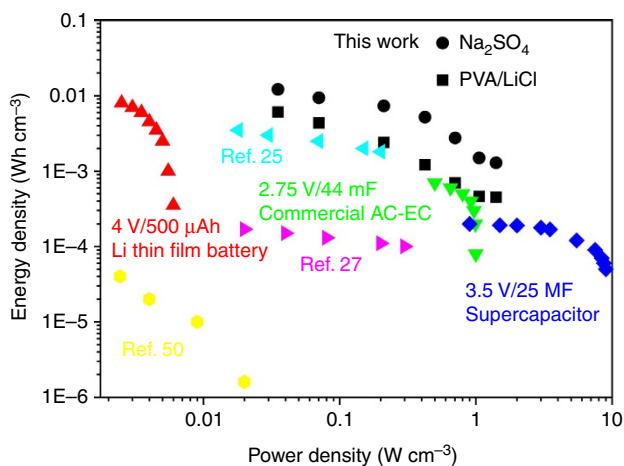 This work
Na₂SO₄
PVA/LiCl
0.01
1E–3
1E–4
1E–5
1E–6
Energy density (Wh cm⁻³)
Ref. 25
2.75 V/44 mF
Commercial AC-EC
4 V/500 μAh
Li thin film battery
Ref. 27
3.5 V/25 MF
Supercapacitor
Ref. 50
0.01
0.1
1
10
Power density (W cm⁻³)